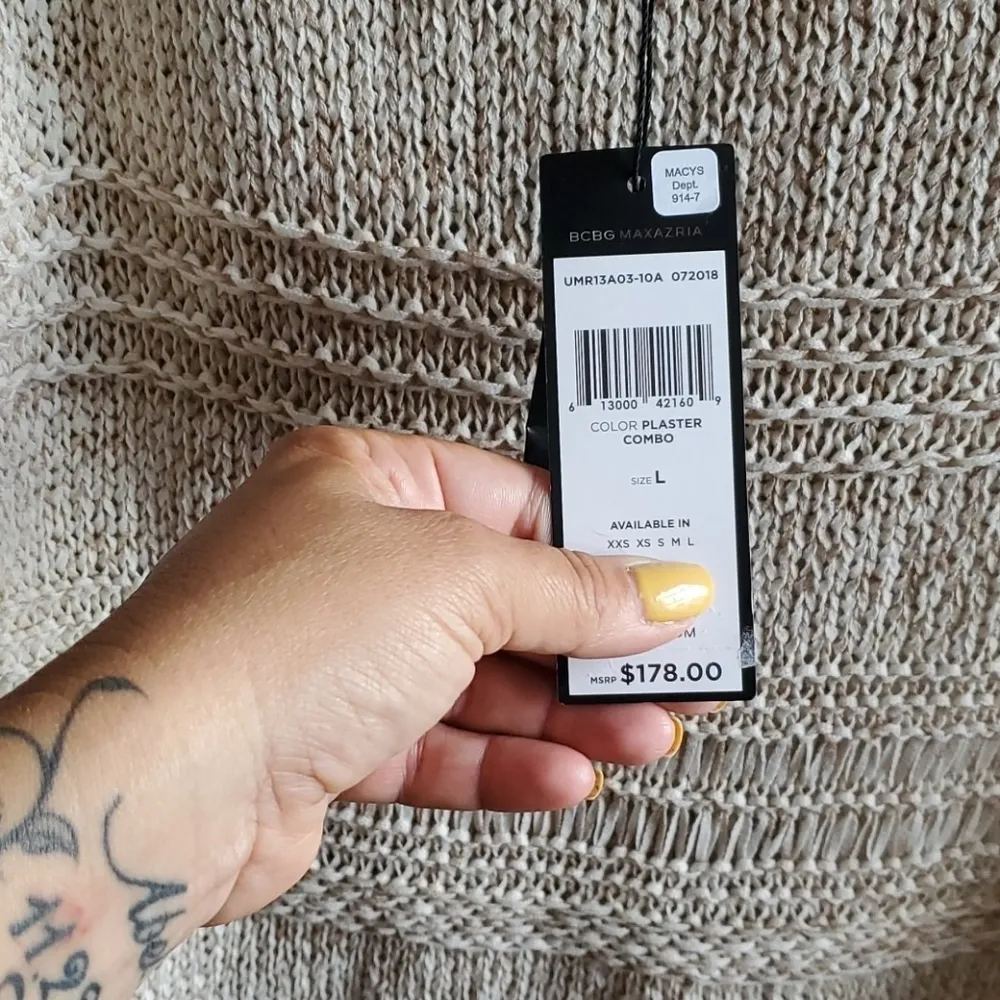 MACYS
Dept.
914-7
BCBG MAXAZRIA
UMR13A03-10A 072018
6 13000 42160 9
COLOR PLASTER
COMBO
SIZE L
AVAILABLE IN
XXS XS S M L
MSRP $178.00